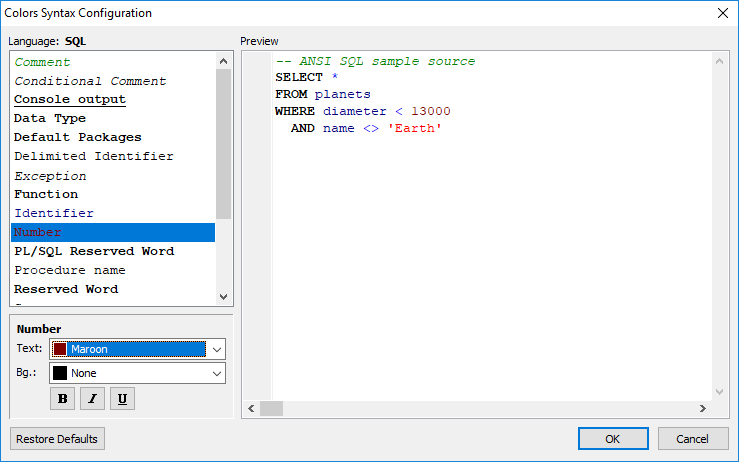 Colors Syntax Configuration
Language: SQL
Comment
Conditional Comment
Console output
Data Type
Default Packages
Delimited Identifier
Exception
Function
Identifier
Number
PL/SQL Reserved Word
Procedure name
Reserved Word
Number
Text: Maroon
Bg.: None
B I U
Preview
-- ANSI SQL sample source
SELECT *
FROM planets
WHERE diameter < 13000
AND name <> 'Earth'
Restore Defaults
OK
Cancel